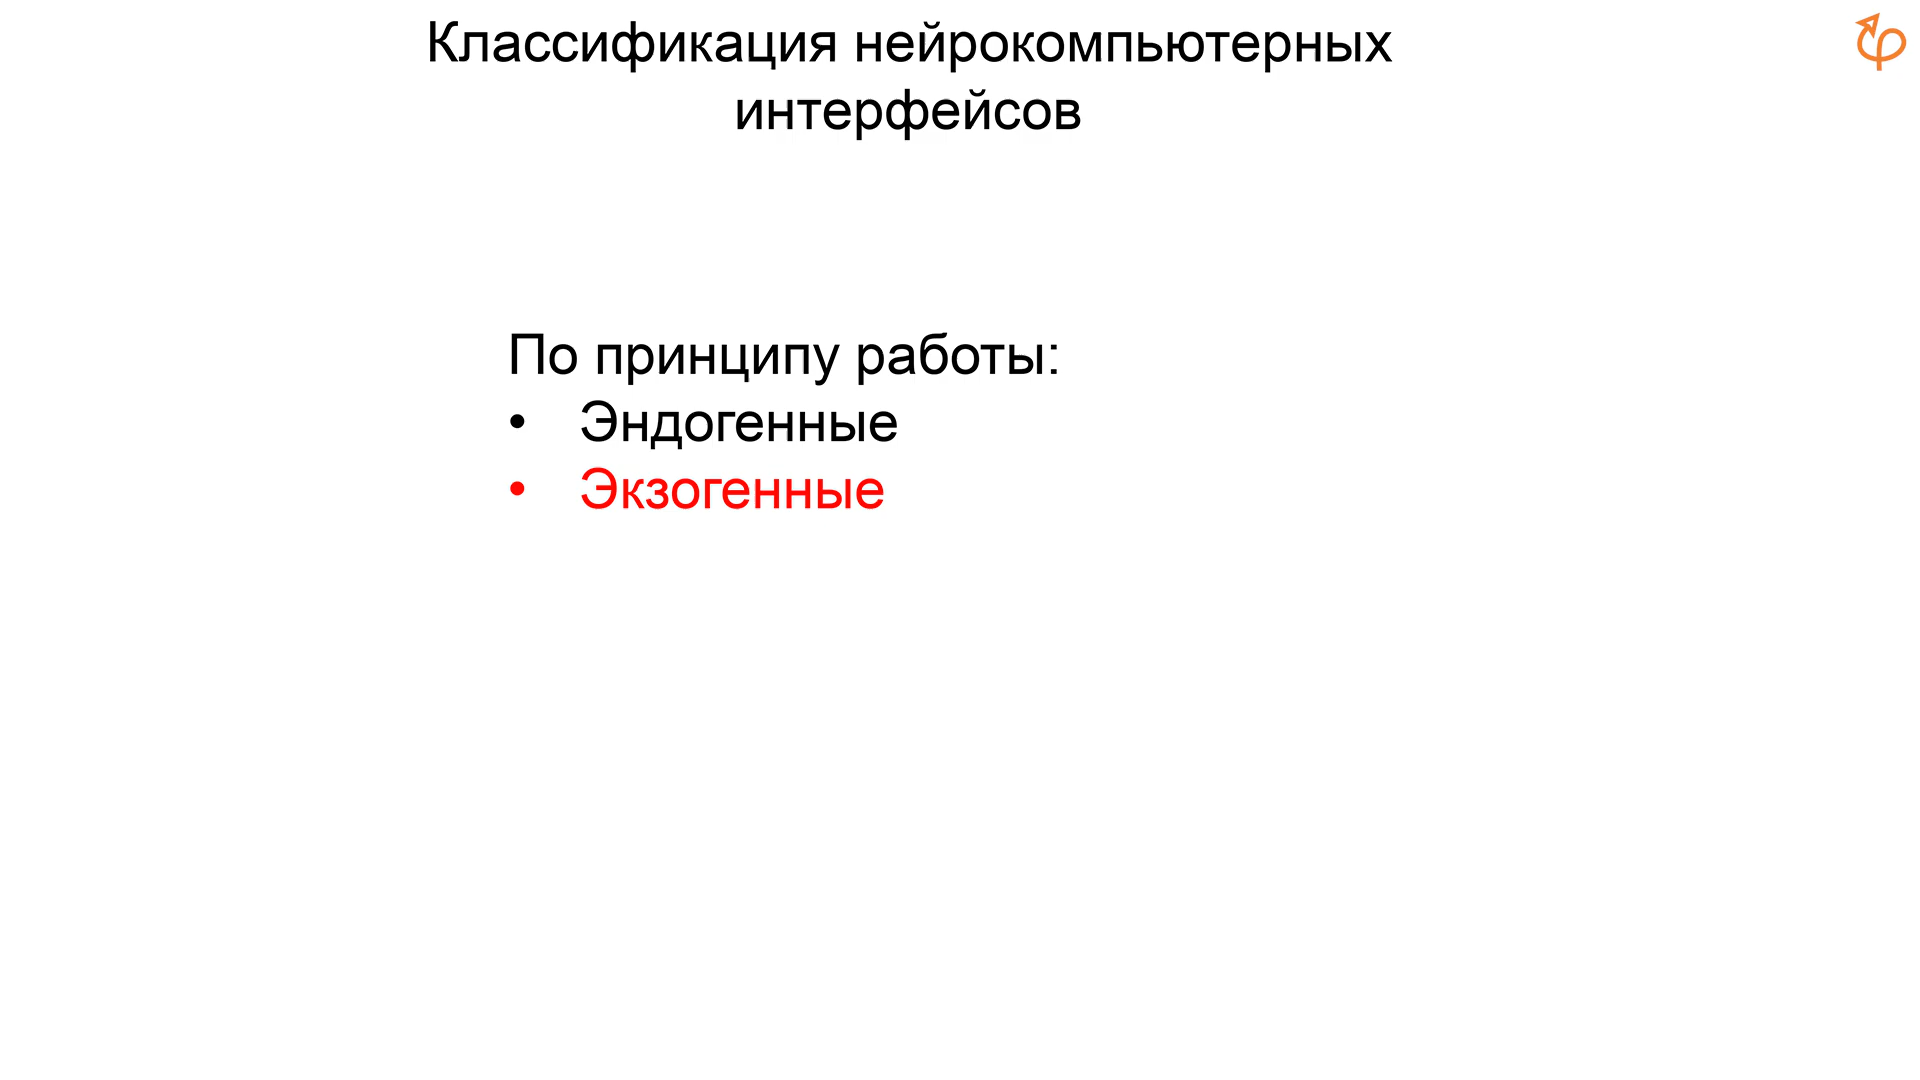 Классификация нейрокомпьютерных
интерфейсов
По принципу работы:
• Эндогенные
• Экзогенные